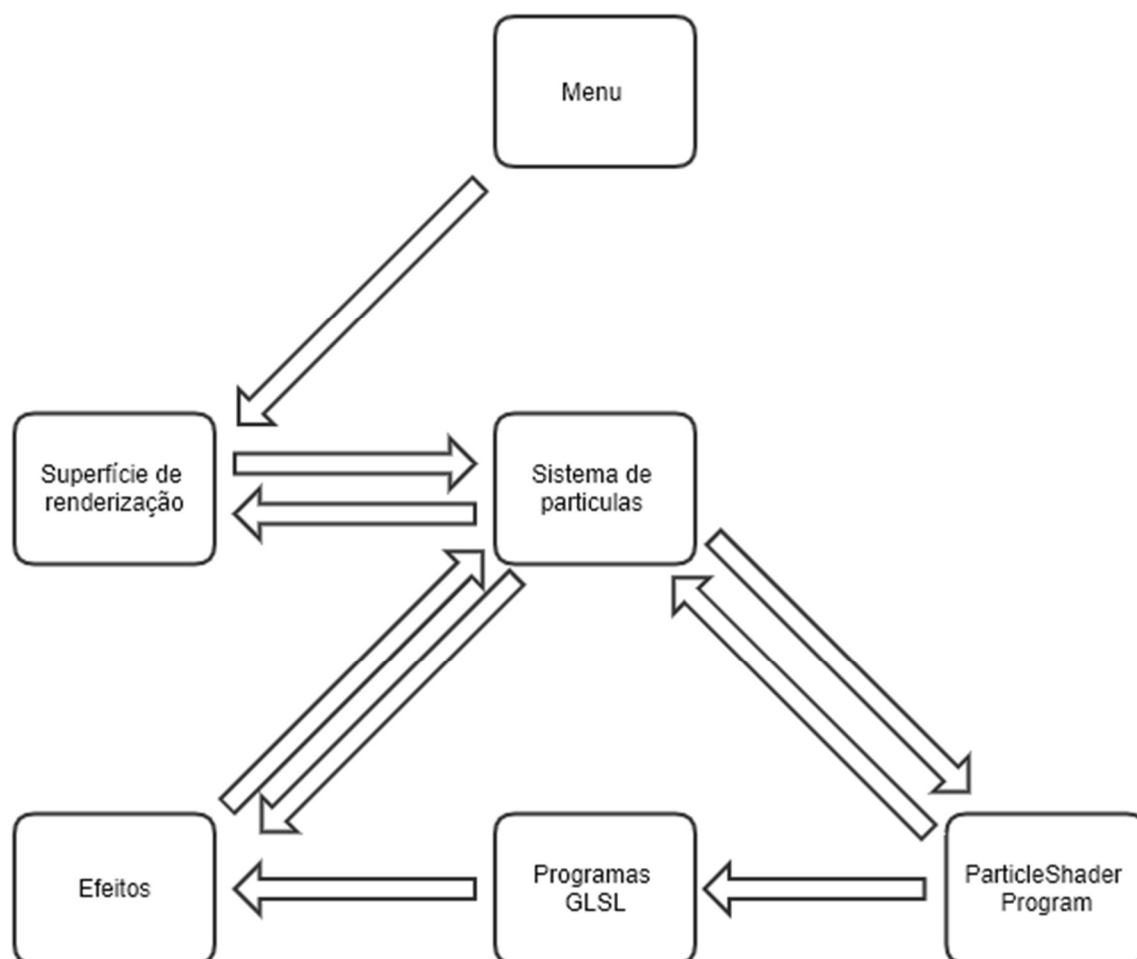 Menu
Superfície de
renderização
Sistema de
particulas
Efeitos
Programas
GLSL
ParticleShader
Program